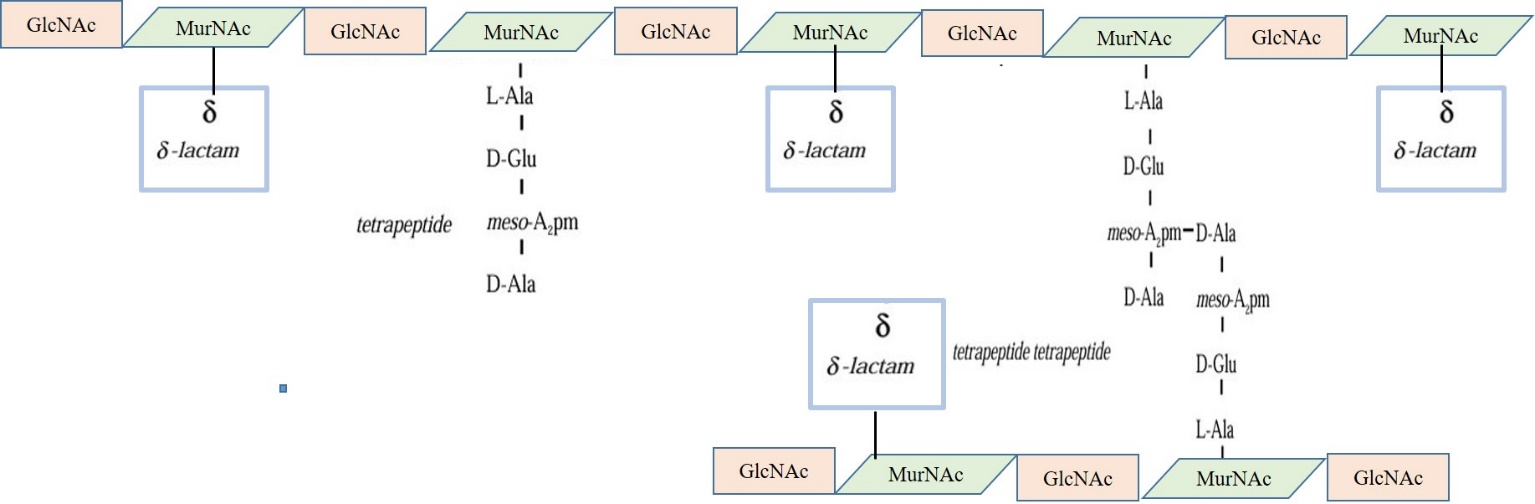 GlcNAc MurNAc GlcNAc MurNAc GlcNAc MurNAc GlcNAc MurNAc GlcNAc MurNAc
δ
δ-lactam
L-Ala
D-Glu
tetrapeptide meso-A₂pm
D-Ala
δ
δ-lactam
L-Ala
D-Glu
meso-A₂pm-D-Ala
D-Ala meso-A₂pm
tetrapeptide tetrapeptide
D-Glu
L-Ala
δ
δ-lactam
δ
δ-lactam
GlcNAc MurNAc GlcNAc MurNAc GlcNAc